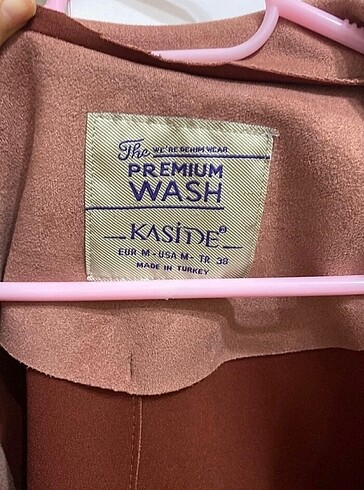 The WE'RE DENIM WEAR
PREMIUM
WASH
KASİDE
EUR M - USA M - TR 38
MADE IN TURKEY